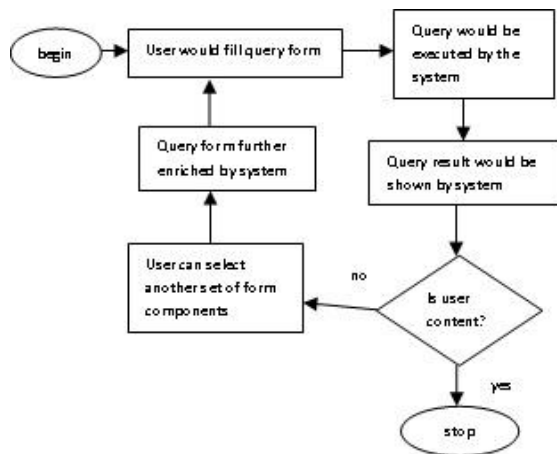 begin
User would fill query form
Query would be
executed by the
system
Query form further
enriched by system
Query result would be
shown by system
User can select
another set of form
components
no
Is user
content?
yes
stop